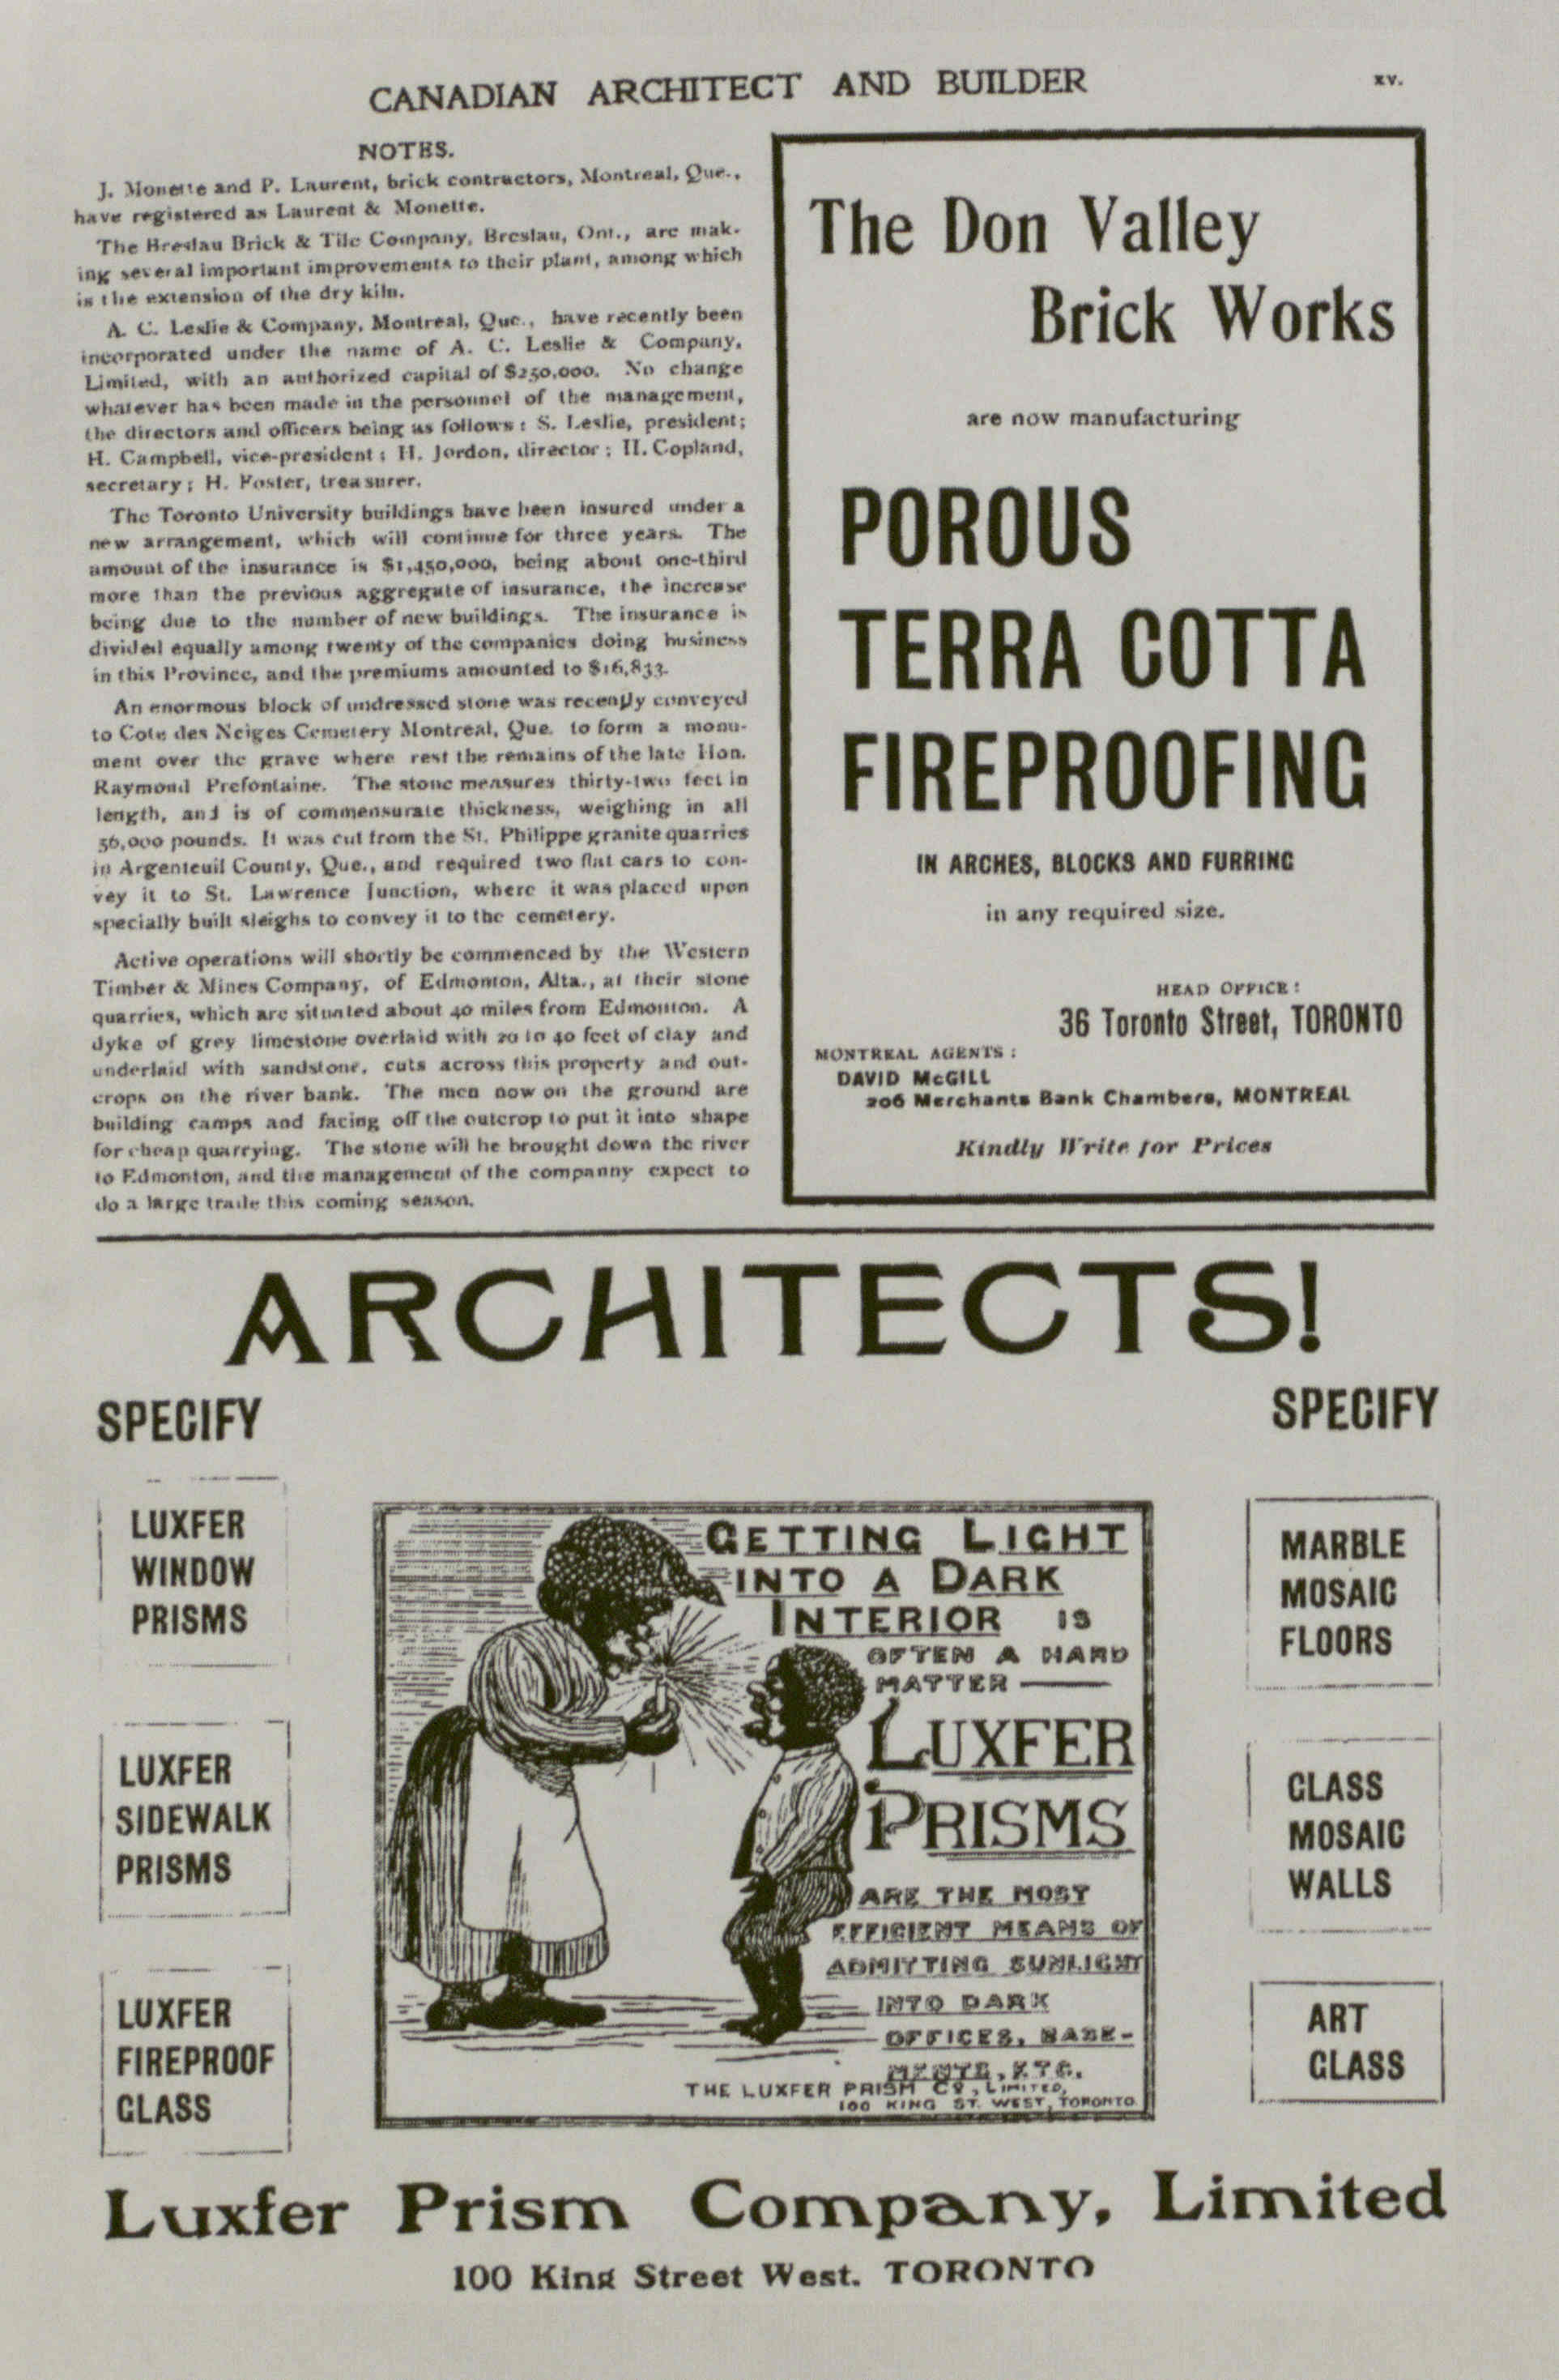 CANADIAN ARCHITECT AND BUILDER
xv.
NOTES.
J. Monette and P. Laurent, brick contractors, Montreal, Que.,
have registered as Laurent & Monette.
The Breslau Brick & Tile Company, Breslau, Ont., are mak-
ing several important improvements to their plant, among which
is the extension of the dry kiln.
A. C. Leslie & Company, Montreal, Que., have recently been
incorporated under the name of A. C. Leslie & Company,
Limited, with an authorized capital of $250,000. No change
whatever has been made in the personnel of the management,
the directors and officers being as follows: S. Leslie, president;
H. Campbell, vice-president; H. Jordon, director; H. Copland,
secretary; H. Foster, treasurer.
The Toronto University buildings have been insured under a
new arrangement, which will continue for three years. The
amount of the insurance is $1,450,000, being about one-third
more than the previous aggregate of insurance, the increase
being due to the number of new buildings. The insurance is
divided equally among twenty of the companies doing business
in this Province, and the premiums amounted to $16,833.
An enormous block of undressed stone was recently conveyed
to Cote des Neiges Cemetery Montreal, Que. to form a monu-
ment over the grave where rest the remains of the late Hon.
Raymond Prefontaine. The stone measures thirty-two feet in
length, and is of commensurate thickness, weighing in all
56,000 pounds. It was cut from the St. Philippe granite quarries
in Argenteuil County, Que., and required two flat cars to con-
vey it to St. Lawrence Junction, where it was placed upon
specially built sleighs to convey it to the cemetery.
Active operations will shortly be commenced by the Western
Timber & Mines Company, of Edmonton, Alta., at their stone
quarries, which are situated about 40 miles from Edmonton. A
dyke of grey limestone overlaid with 20 to 40 feet of clay and
underlaid with sandstone, cuts across this property and out-
crops on the river bank. The men now on the ground are
building camps and facing off the outcrop to put it into shape
for cheap quarrying. The stone will be brought down the river
to Edmonton, and the management of the companny expect to
do a large trade this coming season.
The Don Valley
Brick Works
are now manufacturing
POROUS
TERRA COTTA
FIREPROOFING
IN ARCHES, BLOCKS AND FURRING
in any required size.
HEAD OFFICE:
36 Toronto Street, TORONTO
MONTREAL AGENTS:
DAVID McGILL
206 Merchants Bank Chambers, MONTREAL
Kindly Write for Prices
ARCHITECTS!
SPECIFY
LUXFER
WINDOW
PRISMS
LUXFER
SIDEWALK
PRISMS
LUXFER
FIREPROOF
GLASS
GETTING LIGHT
INTO A DARK
INTERIOR IS
OFTEN A HARD
MATTER
LUXFER
PRISMS
ARE THE MOST
EFFICIENT MEANS OF
ADMITTING SUNLIGHT
INTO DARK
OFFICES, BASE-
MENTS, ETC.
THE LUXFER PRISM CO, LIMITED,
100 KING ST. WEST, TORONTO
SPECIFY
MARBLE
MOSAIC
FLOORS
GLASS
MOSAIC
WALLS
ART
GLASS
Luxfer Prism Company, Limited
100 King Street West. TORONTO